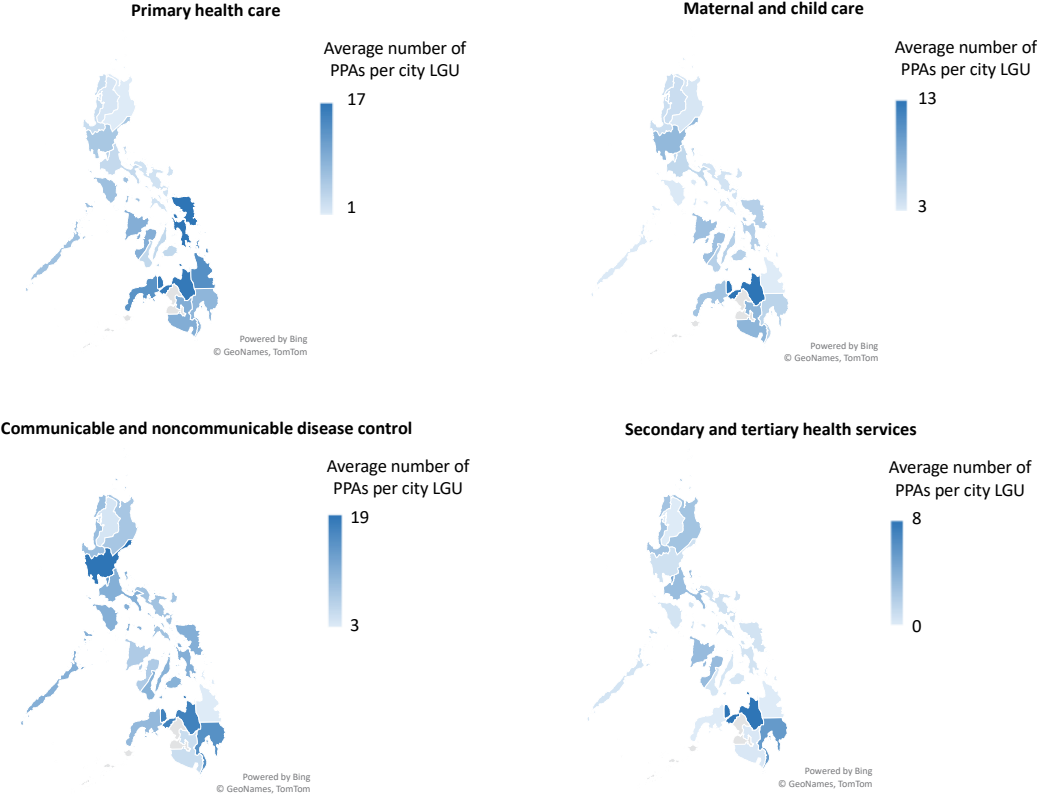 Primary health care
Average number of
PPAs per city LGU
17
1
Powered by Bing
© GeoNames, TomTom
Maternal and child care
Average number of
PPAs per city LGU
13
3
Powered by Bing
© GeoNames, TomTom
Communicable and noncommunicable disease control
Average number of
PPAs per city LGU
19
3
Powered by Bing
© GeoNames, TomTom
Secondary and tertiary health services
Average number of
PPAs per city LGU
8
0
Powered by Bing
© GeoNames, TomTom